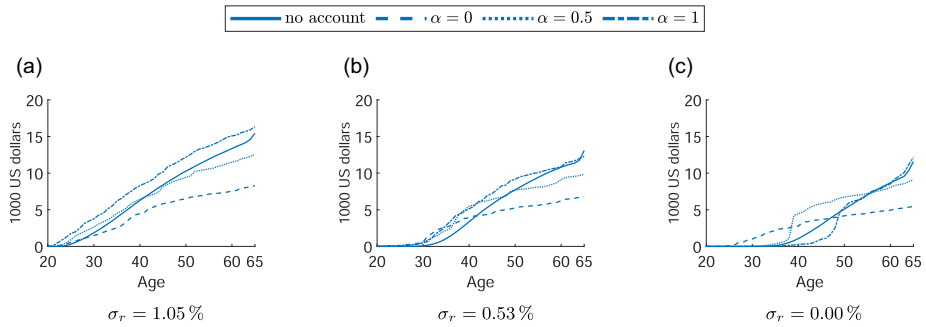 no account α = 0 α = 0.5 α = 1
(a) (b) (c)
20 20 20
15 15 15
10 10 10
5 5 5
0 0 0
1000 US dollars 1000 US dollars 1000 US dollars
20 30 40 50 60 65 20 30 40 50 60 65 20 30 40 50 60 65
Age Age Age
σr = 1.05 % σr = 0.53 % σr = 0.00 %